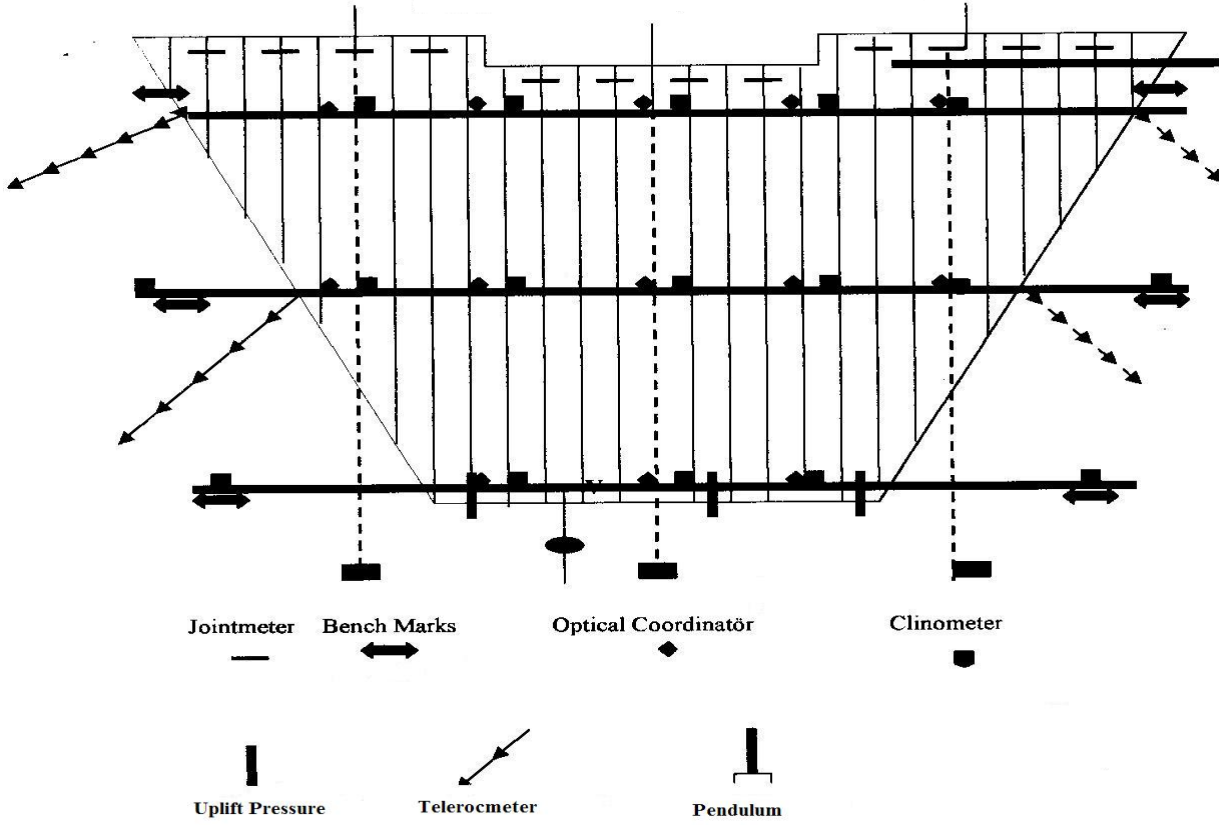 V
Jointmeter Bench Marks Optical Coordinatör Clinometer
Uplift Pressure Telerocmeter Pendulum